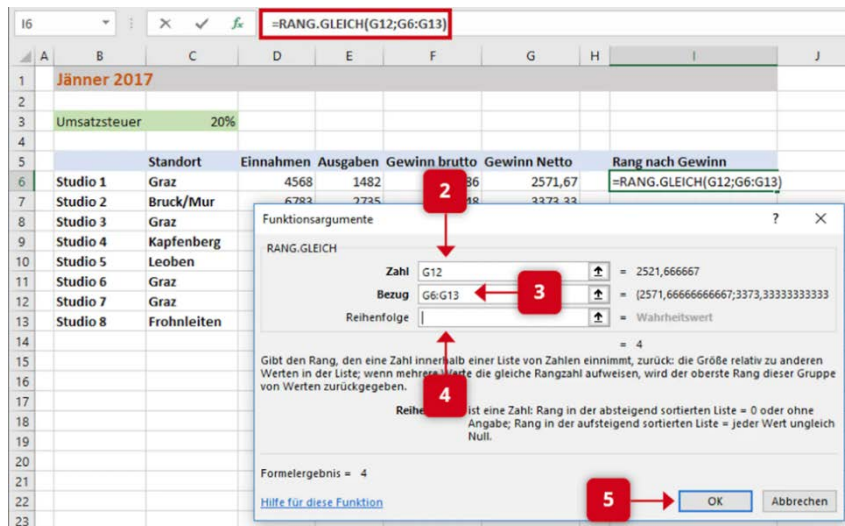 I6 fx =RANG.GLEICH(G12;G6:G13)
A B C D E F G H I J
1 Jänner 2017
2
3 Umsatzsteuer 20%
4
5 Standort Einnahmen Ausgaben Gewinn brutto Gewinn Netto Rang nach Gewinn
6 Studio 1 Graz 4568 1482 86 2571,67 =RANG.GLEICH(G12;G6:G13)
7 Studio 2 Bruck/Mur 6783 2735 48 3373,33
8 Studio 3 Graz
9 Studio 4 Kapfenberg
10 Studio 5 Leoben
11 Studio 6 Graz
12 Studio 7 Graz
13 Studio 8 Frohnleiten
14
15
16
17
18
19
20
21
22
23
Funktionsargumente ? ×
RANG.GLEICH
2
Zahl G12 = 2521,666667
Bezug G6:G13 = {2571,66666666667;3373,33333333333
3
Reihenfolge = Wahrheitswert
= 4
Gibt den Rang, den eine Zahl innerhalb einer Liste von Zahlen einnimmt, zurück: die Größe relativ zu anderen
Werten in der Liste; wenn mehrere Werte die gleiche Rangzahl aufweisen, wird der oberste Rang dieser Gruppe
von Werten zurückgegeben.
4
Reihe ist eine Zahl: Rang in der absteigend sortierten Liste = 0 oder ohne
Angabe; Rang in der aufsteigend sortierten Liste = jeder Wert ungleich
Null.
Formelergebnis = 4
Hilfe für diese Funktion
5
OK Abbrechen